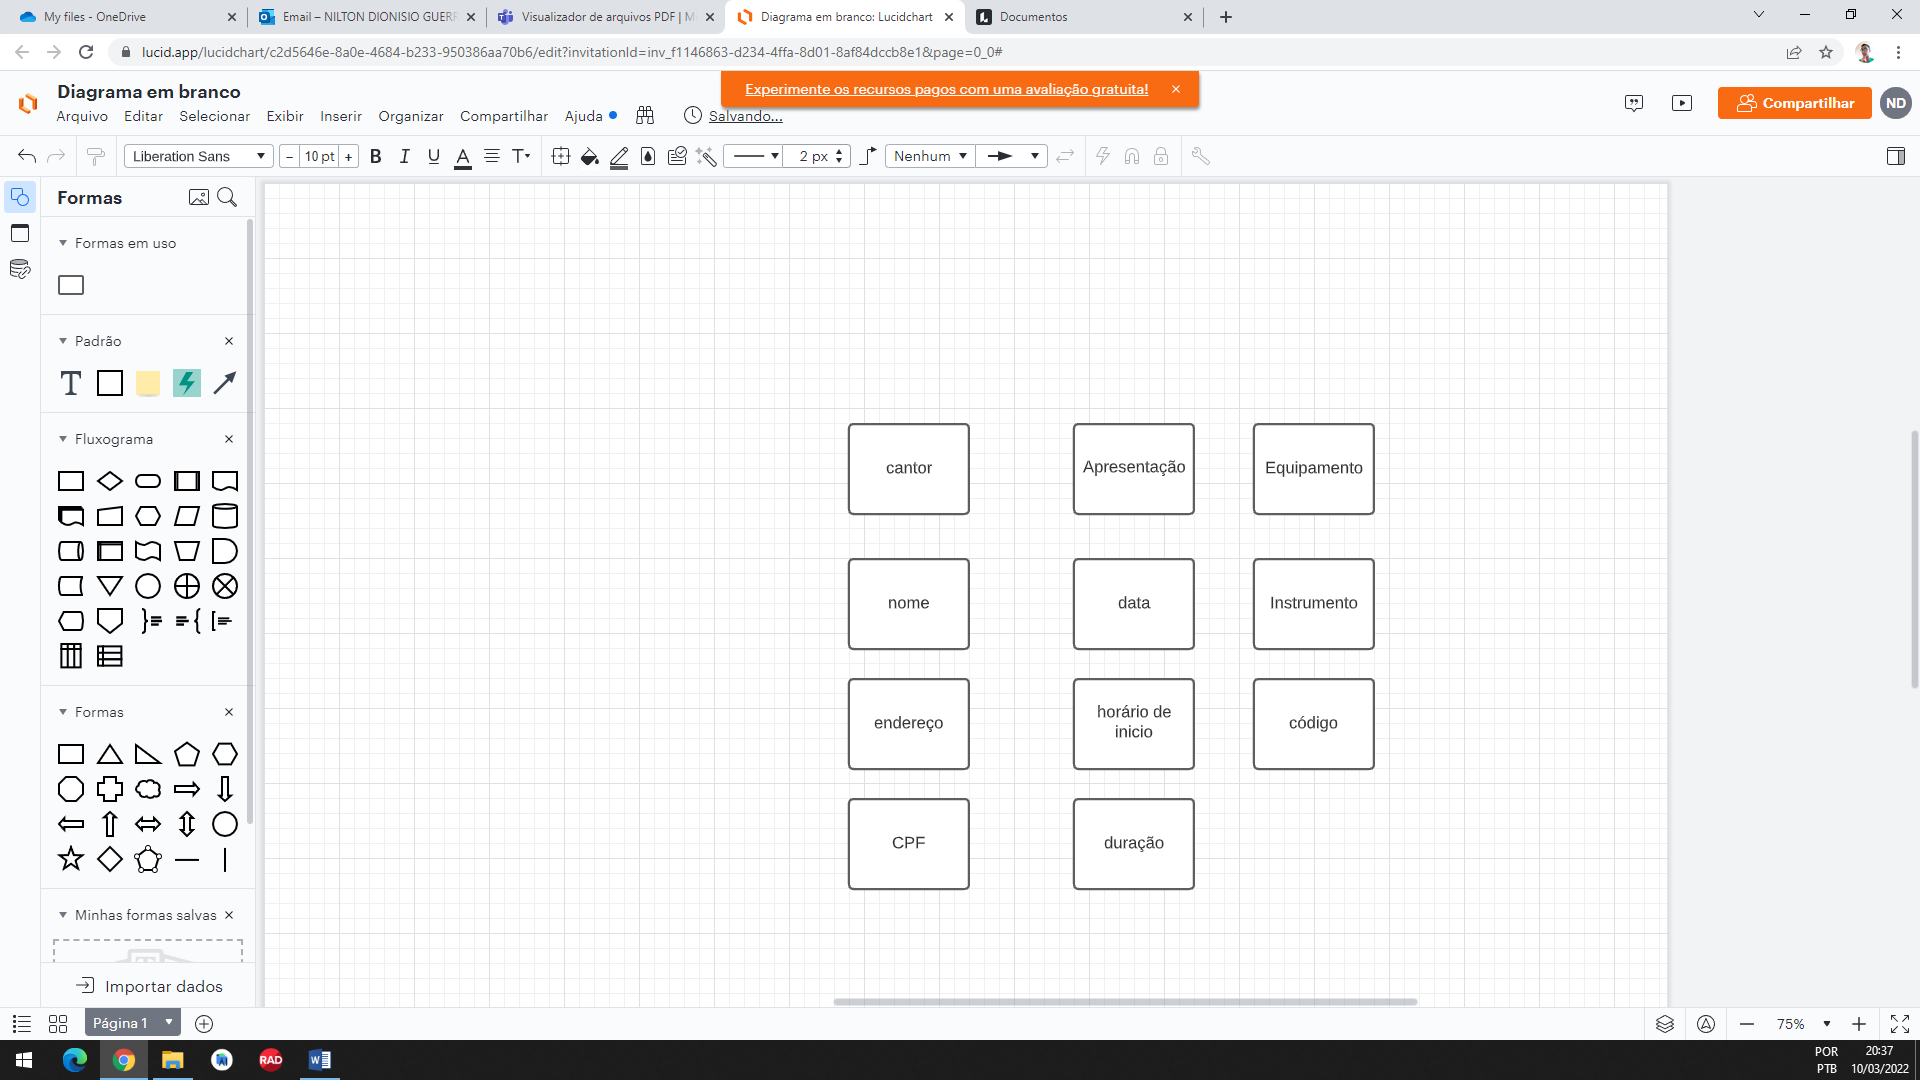 My files - OneDrive
Email – NILTON DIONISIO GUERR
Visualizador de arquivos PDF | M
Diagrama em branco: Lucidchart
Documentos
lucid.app/lucidchart/c2d5646e-8a0e-4684-b233-950386aa70b6/edit?invitationId=inv_f1146863-d234-4ffa-8d01-8af84dccb8e1&page=0_0#
Diagrama em branco
Experimente os recursos pagos com uma avaliação gratuita!
Arquivo Editar Selecionar Exibir Inserir Organizar Compartilhar Ajuda
Salvando...
Compartilhar
ND
Liberation Sans
10 pt
B I U A T
2 px
Nenhum
Formas
Formas em uso
Padrão
T
Fluxograma
Formas
Minhas formas salvas
Importar dados
cantor
Apresentação
Equipamento
nome
data
Instrumento
endereço
horário de
inicio
código
CPF
duração
Página 1
75%
RAD
POR
PTB
20:37
10/03/2022